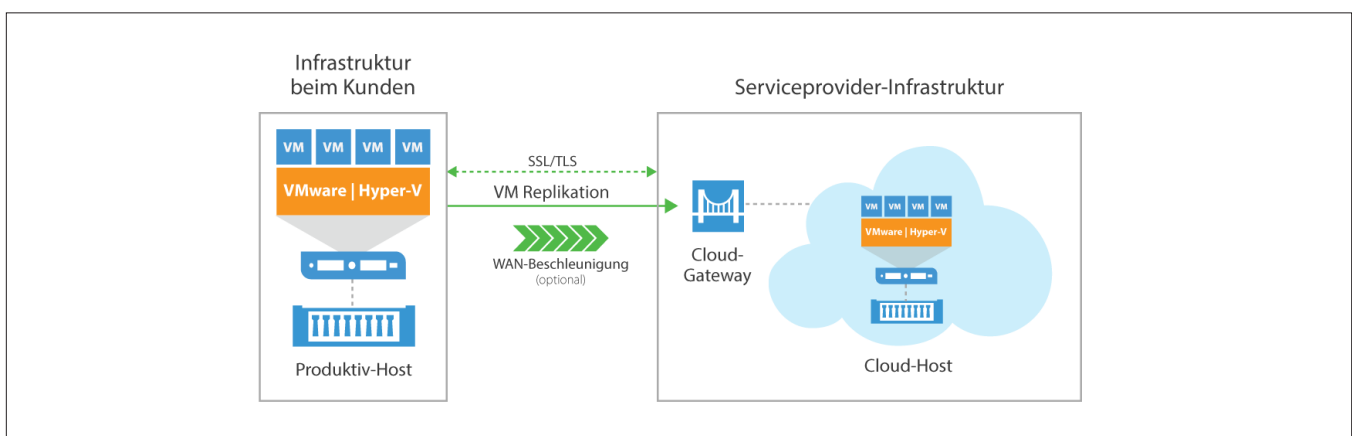 Infrastruktur
beim Kunden
VM VM VM VM
VMware | Hyper-V
Produktiv-Host
SSL/TLS
VM Replikation
WAN-Beschleunigung
(optional)
Serviceprovider-Infrastruktur
Cloud-
Gateway
VM VM VM VM
VMware | Hyper-V
Cloud-Host